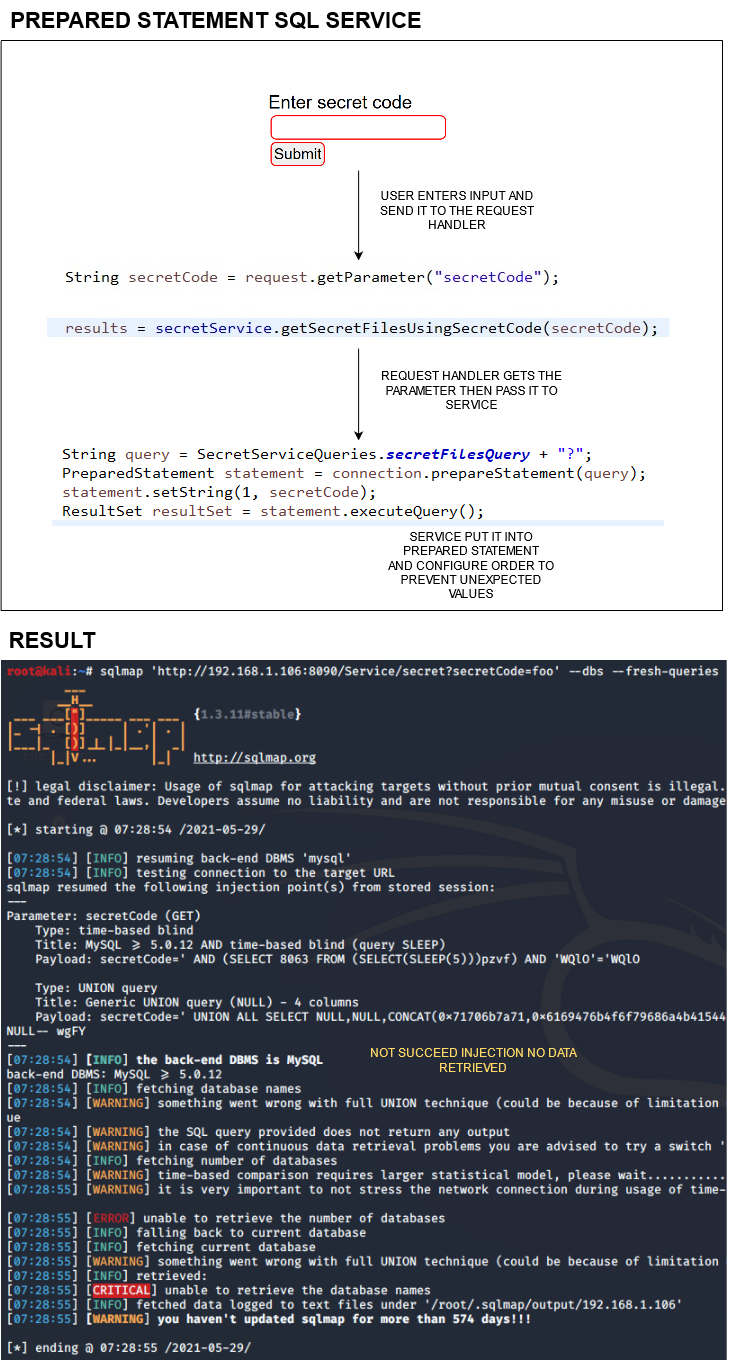 PREPARED STATEMENT SQL SERVICE
Enter secret code
Submit
USER ENTERS INPUT AND
SEND IT TO THE REQUEST
HANDLER
String secretCode = request.getParameter("secretCode");
results = secretService.getSecretFilesUsingSecretCode(secretCode);
REQUEST HANDLER GETS THE
PARAMETER THEN PASS IT TO
SERVICE
String query = SecretServiceQueries.secretFilesQuery + "?";
PreparedStatement statement = connection.prepareStatement(query);
statement.setString(1, secretCode);
ResultSet resultSet = statement.executeQuery();
SERVICE PUT IT INTO
PREPARED STATEMENT
AND CONFIGURE ORDER TO
PREVENT UNEXPECTED
VALUES
RESULT
root@kali:~# sqlmap 'http://192.168.1.106:8090/Service/secret?secretCode=foo' --dbs --fresh-queries
{1.3.11#stable}
http://sqlmap.org
[!] legal disclaimer: Usage of sqlmap for attacking targets without prior mutual consent is illegal.
te and federal laws. Developers assume no liability and are not responsible for any misuse or damage
[*] starting @ 07:28:54 /2021-05-29/
[07:28:54] [INFO] resuming back-end DBMS 'mysql'
[07:28:54] [INFO] testing connection to the target URL
sqlmap resumed the following injection point(s) from stored session:
---
Parameter: secretCode (GET)
Type: time-based blind
Title: MySQL >= 5.0.12 AND time-based blind (query SLEEP)
Payload: secretCode=' AND (SELECT 8063 FROM (SELECT(SLEEP(5)))pzvf) AND 'WQlO'='WQlO
Type: UNION query
Title: Generic UNION query (NULL) - 4 columns
Payload: secretCode=' UNION ALL SELECT NULL,NULL,CONCAT(0x71706b7a71,0x6169476b4f6f79686a4b41544
NULL-- wgFY
---
[07:28:54] [INFO] the back-end DBMS is MySQL
NOT SUCCEED INJECTION NO DATA
RETRIEVED
back-end DBMS: MySQL >= 5.0.12
[07:28:54] [INFO] fetching database names
[07:28:54] [WARNING] something went wrong with full UNION technique (could be because of limitation
ue
[07:28:54] [WARNING] the SQL query provided does not return any output
[07:28:54] [WARNING] in case of continuous data retrieval problems you are advised to try a switch '
[07:28:54] [INFO] fetching number of databases
[07:28:54] [WARNING] time-based comparison requires larger statistical model, please wait...........
[07:28:55] [WARNING] it is very important to not stress the network connection during usage of time-
[07:28:55] [ERROR] unable to retrieve the number of databases
[07:28:55] [INFO] falling back to current database
[07:28:55] [INFO] fetching current database
[07:28:55] [WARNING] something went wrong with full UNION technique (could be because of limitation
[07:28:55] [INFO] retrieved:
[07:28:55] [CRITICAL] unable to retrieve the database names
[07:28:55] [INFO] fetched data logged to text files under '/root/.sqlmap/output/192.168.1.106'
[07:28:55] [WARNING] you haven't updated sqlmap for more than 574 days!!!
[*] ending @ 07:28:55 /2021-05-29/